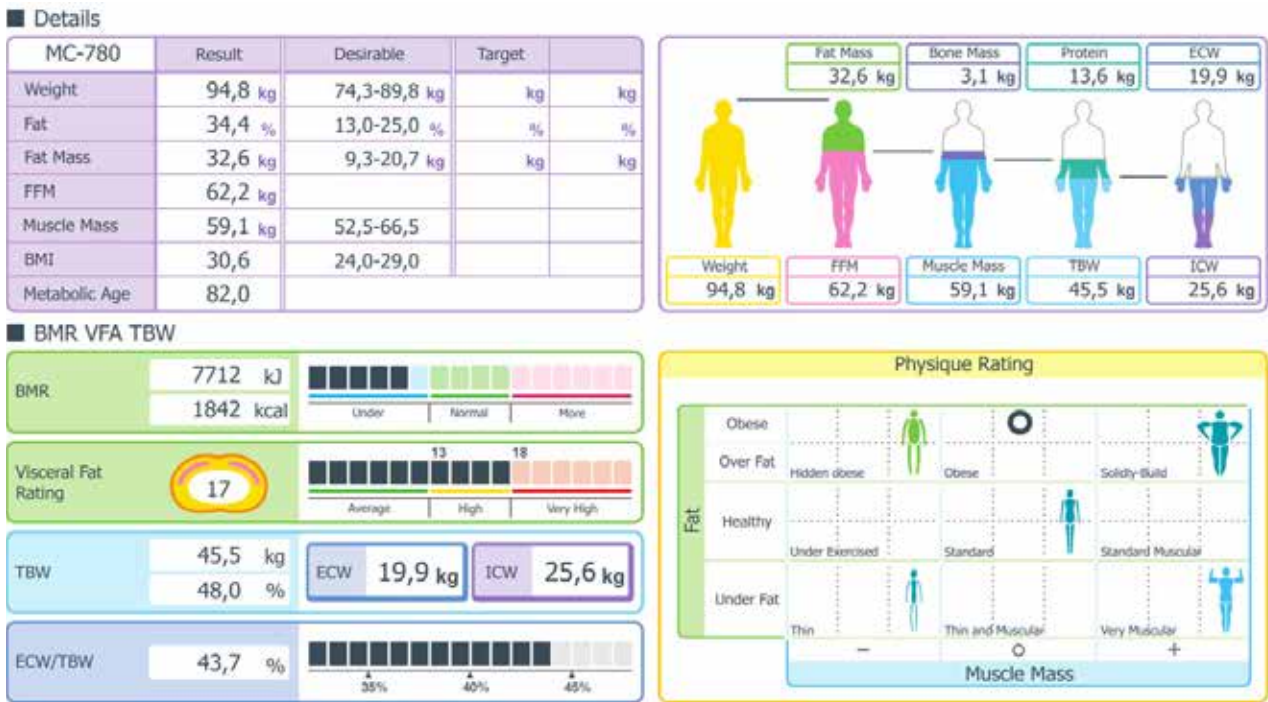 Details
MC-780 Result Desirable Target
Weight 94,8 kg 74,3-89,8 kg kg kg
Fat 34,4 % 13,0-25,0 % % %
Fat Mass 32,6 kg 9,3-20,7 kg kg kg
FFM 62,2 kg
Muscle Mass 59,1 kg 52,5-66,5
BMI 30,6 24,0-29,0
Metabolic Age 82,0
Fat Mass Bone Mass Protein ECW
32,6 kg 3,1 kg 13,6 kg 19,9 kg
Weight FFM Muscle Mass TBW ICW
94,8 kg 62,2 kg 59,1 kg 45,5 kg 25,6 kg
BMR VFA TBW
BMR
7712 kJ
1842 kcal
Under Normal More
Visceral Fat
Rating
17
13 18
Average High Very High
TBW
45,5 kg
48,0 %
ECW 19,9 kg ICW 25,6 kg
ECW/TBW 43,7 %
35% 40% 45%
Physique Rating
Fat
Obese
Over Fat
Hidden obese Obese Solidly-Build
Healthy
Under Exercised Standard Standard Muscular
Under Fat
Thin Thin and Muscular Very Muscular
− o +
Muscle Mass